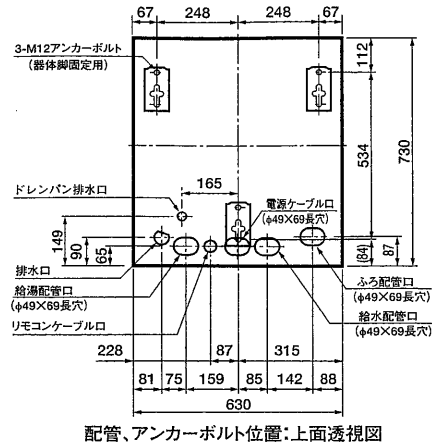 67 248 248 67
3-M12アンカーボルト
(器体脚固定用)
112
534
730
165
ドレンパン排水口
電源ケーブル口
(φ49×69長穴)
149
90
65
(84)
87
排水口
給湯配管口
(φ49×69長穴)
リモコンケーブル口
ふろ配管口
(φ49×69長穴)
給水配管口
(φ49×69長穴)
228 87 315
81 75 159 85 142 88
630
配管、アンカーボルト位置:上面透視図